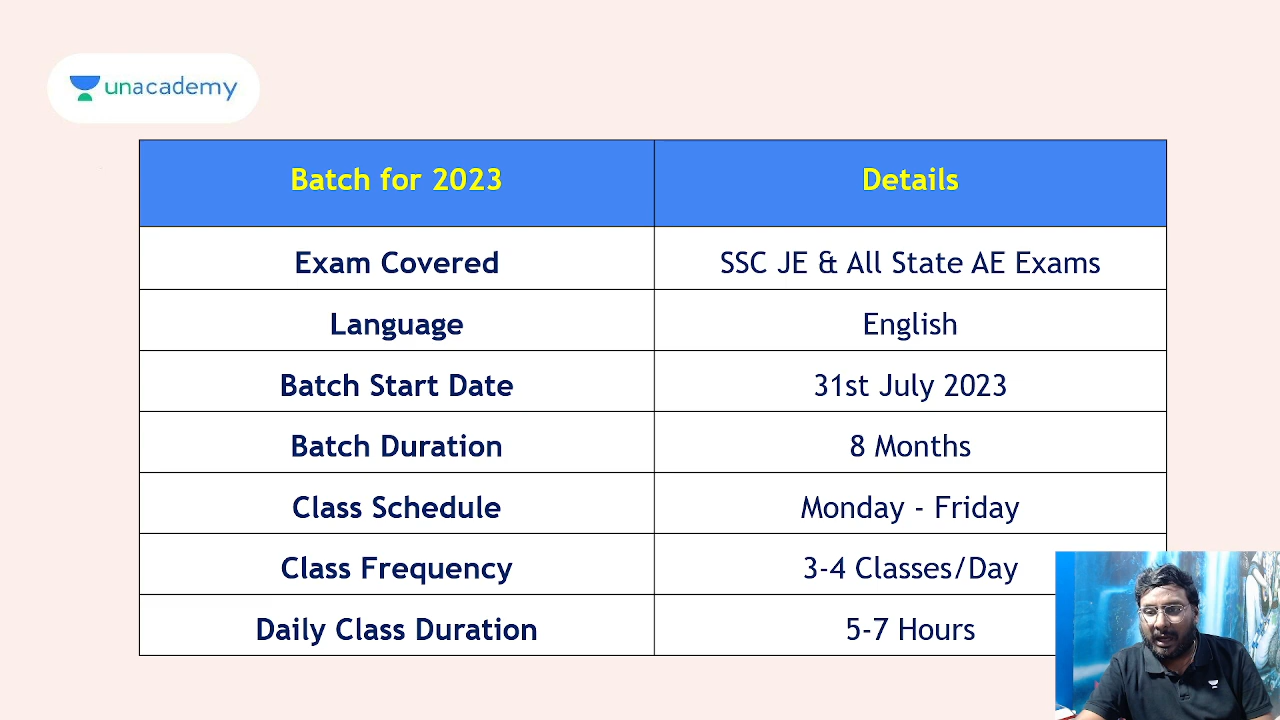 unacademy
Batch for 2023 Details
Exam Covered SSC JE & All State AE Exams
Language English
Batch Start Date 31st July 2023
Batch Duration 8 Months
Class Schedule Monday - Friday
Class Frequency 3-4 Classes/Day
Daily Class Duration 5-7 Hours